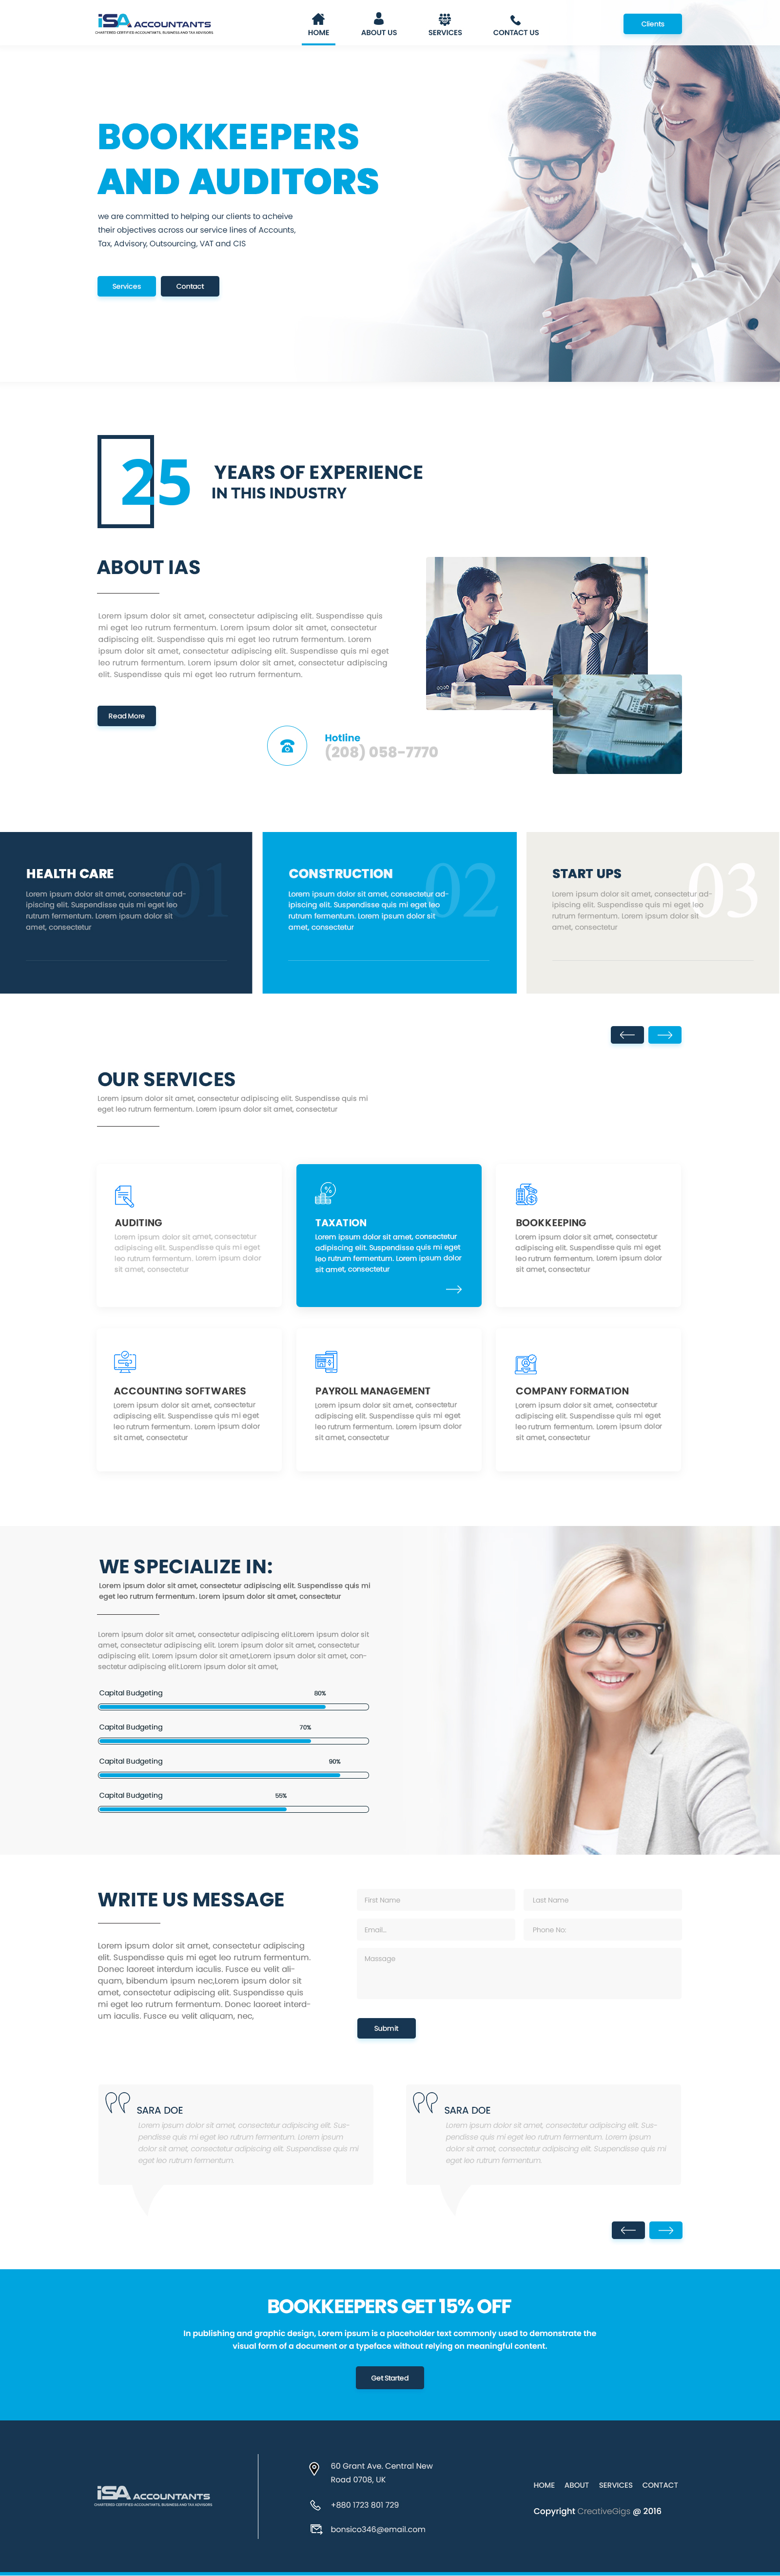 iSA ACCOUNTANTS
CHARTERED CERTIFIED ACCOUNTANTS, BUSINESS AND TAX ADVISORS
HOME
ABOUT US
SERVICES
CONTACT US
Clients
BOOKKEEPERS
AND AUDITORS
we are committed to helping our clients to acheive
their objectives across our service lines of Accounts,
Tax, Advisory, Outsourcing, VAT and CIS
Services
Contact
25
YEARS OF EXPERIENCE
IN THIS INDUSTRY
ABOUT IAS
Lorem ipsum dolor sit amet, consectetur adipiscing elit. Suspendisse quis
mi eget leo rutrum fermentum. Lorem ipsum dolor sit amet, consectetur
adipiscing elit. Suspendisse quis mi eget leo rutrum fermentum. Lorem
ipsum dolor sit amet, consectetur adipiscing elit. Suspendisse quis mi eget
leo rutrum fermentum. Lorem ipsum dolor sit amet, consectetur adipiscing
elit. Suspendisse quis mi eget leo rutrum fermentum.
Read More
Hotline
(208) 058-7770
HEALTH CARE
01
Lorem ipsum dolor sit amet, consectetur ad-
ipiscing elit. Suspendisse quis mi eget leo
rutrum fermentum. Lorem ipsum dolor sit
amet, consectetur
CONSTRUCTION
02
Lorem ipsum dolor sit amet, consectetur ad-
ipiscing elit. Suspendisse quis mi eget leo
rutrum fermentum. Lorem ipsum dolor sit
amet, consectetur
START UPS
03
Lorem ipsum dolor sit amet, consectetur ad-
ipiscing elit. Suspendisse quis mi eget leo
rutrum fermentum. Lorem ipsum dolor sit
amet, consectetur
OUR SERVICES
Lorem ipsum dolor sit amet, consectetur adipiscing elit. Suspendisse quis mi
eget leo rutrum fermentum. Lorem ipsum dolor sit amet, consectetur
AUDITING
Lorem ipsum dolor sit amet, consectetur
adipiscing elit. Suspendisse quis mi eget
leo rutrum fermentum. Lorem ipsum dolor
sit amet, consectetur
TAXATION
Lorem ipsum dolor sit amet, consectetur
adipiscing elit. Suspendisse quis mi eget
leo rutrum fermentum. Lorem ipsum dolor
sit amet, consectetur
BOOKKEEPING
Lorem ipsum dolor sit amet, consectetur
adipiscing elit. Suspendisse quis mi eget
leo rutrum fermentum. Lorem ipsum dolor
sit amet, consectetur
ACCOUNTING SOFTWARES
Lorem ipsum dolor sit amet, consectetur
adipiscing elit. Suspendisse quis mi eget
leo rutrum fermentum. Lorem ipsum dolor
sit amet, consectetur
PAYROLL MANAGEMENT
Lorem ipsum dolor sit amet, consectetur
adipiscing elit. Suspendisse quis mi eget
leo rutrum fermentum. Lorem ipsum dolor
sit amet, consectetur
COMPANY FORMATION
Lorem ipsum dolor sit amet, consectetur
adipiscing elit. Suspendisse quis mi eget
leo rutrum fermentum. Lorem ipsum dolor
sit amet, consectetur
WE SPECIALIZE IN:
Lorem ipsum dolor sit amet, consectetur adipiscing elit. Suspendisse quis mi
eget leo rutrum fermentum. Lorem ipsum dolor sit amet, consectetur
Lorem ipsum dolor sit amet, consectetur adipiscing elit.Lorem ipsum dolor sit
amet, consectetur adipiscing elit. Lorem ipsum dolor sit amet, consectetur
adipiscing elit. Lorem ipsum dolor sit amet,Lorem ipsum dolor sit amet, con-
sectetur adipiscing elit.Lorem ipsum dolor sit amet,
Capital Budgeting 80%
Capital Budgeting 70%
Capital Budgeting 90%
Capital Budgeting 55%
WRITE US MESSAGE
Lorem ipsum dolor sit amet, consectetur adipiscing
elit. Suspendisse quis mi eget leo rutrum fermentum.
Donec laoreet interdum iaculis. Fusce eu velit ali-
quam, bibendum ipsum nec,Lorem ipsum dolor sit
amet, consectetur adipiscing elit. Suspendisse quis
mi eget leo rutrum fermentum. Donec laoreet interd-
um iaculis. Fusce eu velit aliquam, nec,
First Name
Last Name
Email...
Phone No:
Massage
Submit
SARA DOE
Lorem ipsum dolor sit amet, consectetur adipiscing elit. Sus-
pendisse quis mi eget leo rutrum fermentum. Lorem ipsum
dolor sit amet, consectetur adipiscing elit. Suspendisse quis mi
eget leo rutrum fermentum.
SARA DOE
Lorem ipsum dolor sit amet, consectetur adipiscing elit. Sus-
pendisse quis mi eget leo rutrum fermentum. Lorem ipsum
dolor sit amet, consectetur adipiscing elit. Suspendisse quis mi
eget leo rutrum fermentum.
BOOKKEEPERS GET 15% OFF
In publishing and graphic design, Lorem ipsum is a placeholder text commonly used to demonstrate the
visual form of a document or a typeface without relying on meaningful content.
Get Started
iSA ACCOUNTANTS
CHARTERED CERTIFIED ACCOUNTANTS, BUSINESS AND TAX ADVISORS
60 Grant Ave. Central New
Road 0708, UK
+880 1723 801 729
bonsico346@email.com
HOME ABOUT SERVICES CONTACT
Copyright CreativeGigs @ 2016